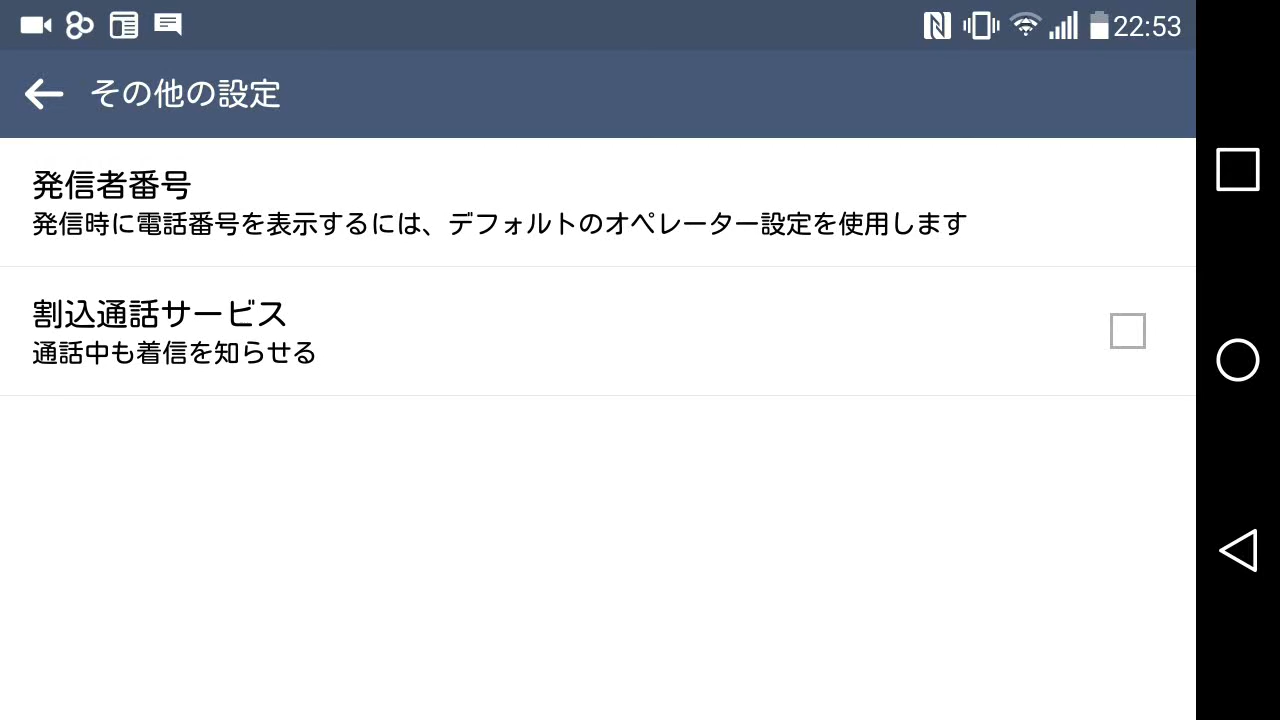 22:53
その他の設定
発信者番号
発信時に電話番号を表示するには、デフォルトのオペレーター設定を使用します
割込通話サービス
通話中も着信を知らせる